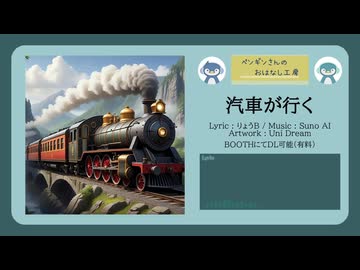 ペンギンさんの
おはなし工房
汽車が行く
Lyric : りょうB / Music : Suno AI
Artwork : Uni Dream
BOOTHにてDL可能(有料)
Lyric